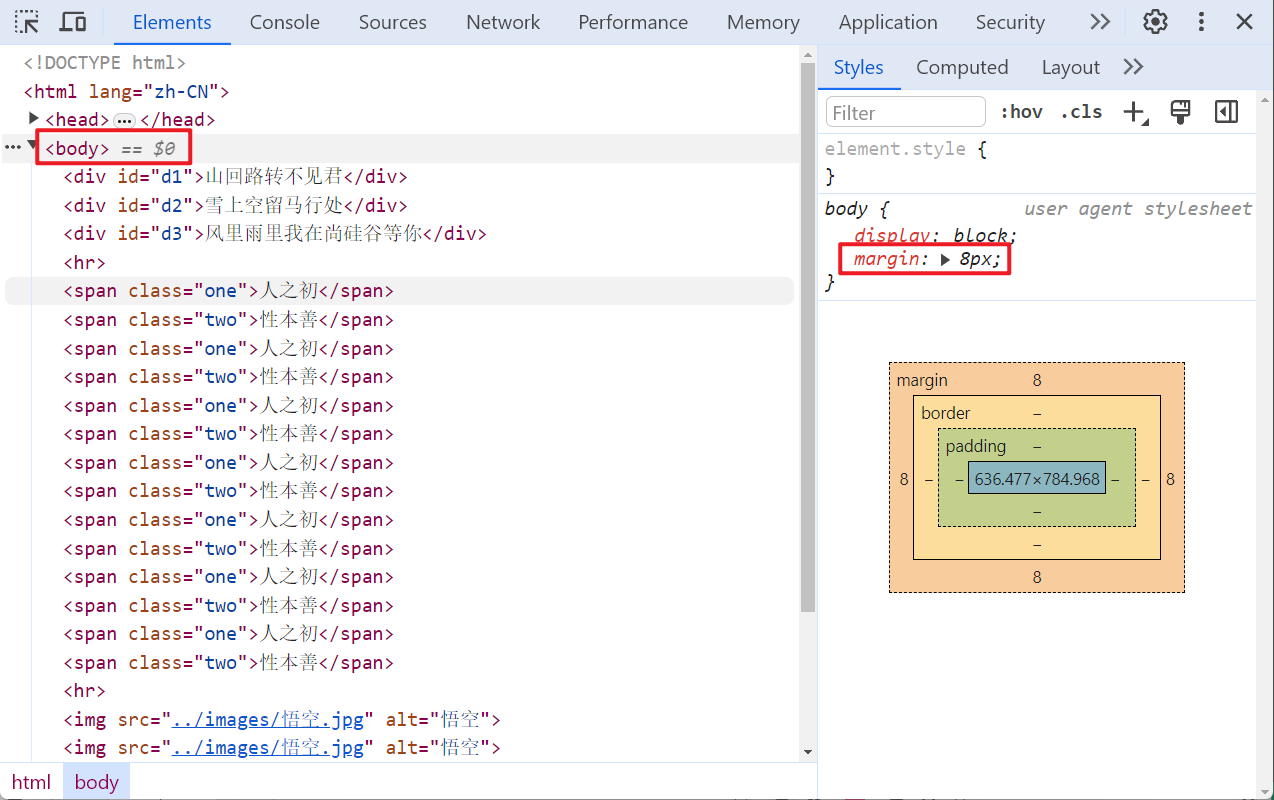 Elements Console Sources Network Performance Memory Application Security
<!DOCTYPE html>
<html lang="zh-CN">
<head> … </head>
<body> == $0
<div id="d1">山回路转不见君</div>
<div id="d2">雪上空留马行处</div>
<div id="d3">风里雨里我在尚硅谷等你</div>
<hr>
<span class="one">人之初</span>
<span class="two">性本善</span>
<span class="one">人之初</span>
<span class="two">性本善</span>
<span class="one">人之初</span>
<span class="two">性本善</span>
<span class="one">人之初</span>
<span class="two">性本善</span>
<span class="one">人之初</span>
<span class="two">性本善</span>
<span class="one">人之初</span>
<span class="two">性本善</span>
<span class="one">人之初</span>
<span class="two">性本善</span>
<hr>
<img src="../images/悟空.jpg" alt="悟空">
<img src="../images/悟空.jpg" alt="悟空">
html body
Styles Computed Layout
Filter :hov .cls
element.style {
}
body { user agent stylesheet
display: block;
margin: 8px;
}
margin 8
border –
padding –
8 – – 636.477×784.968 – – 8
–
–
8